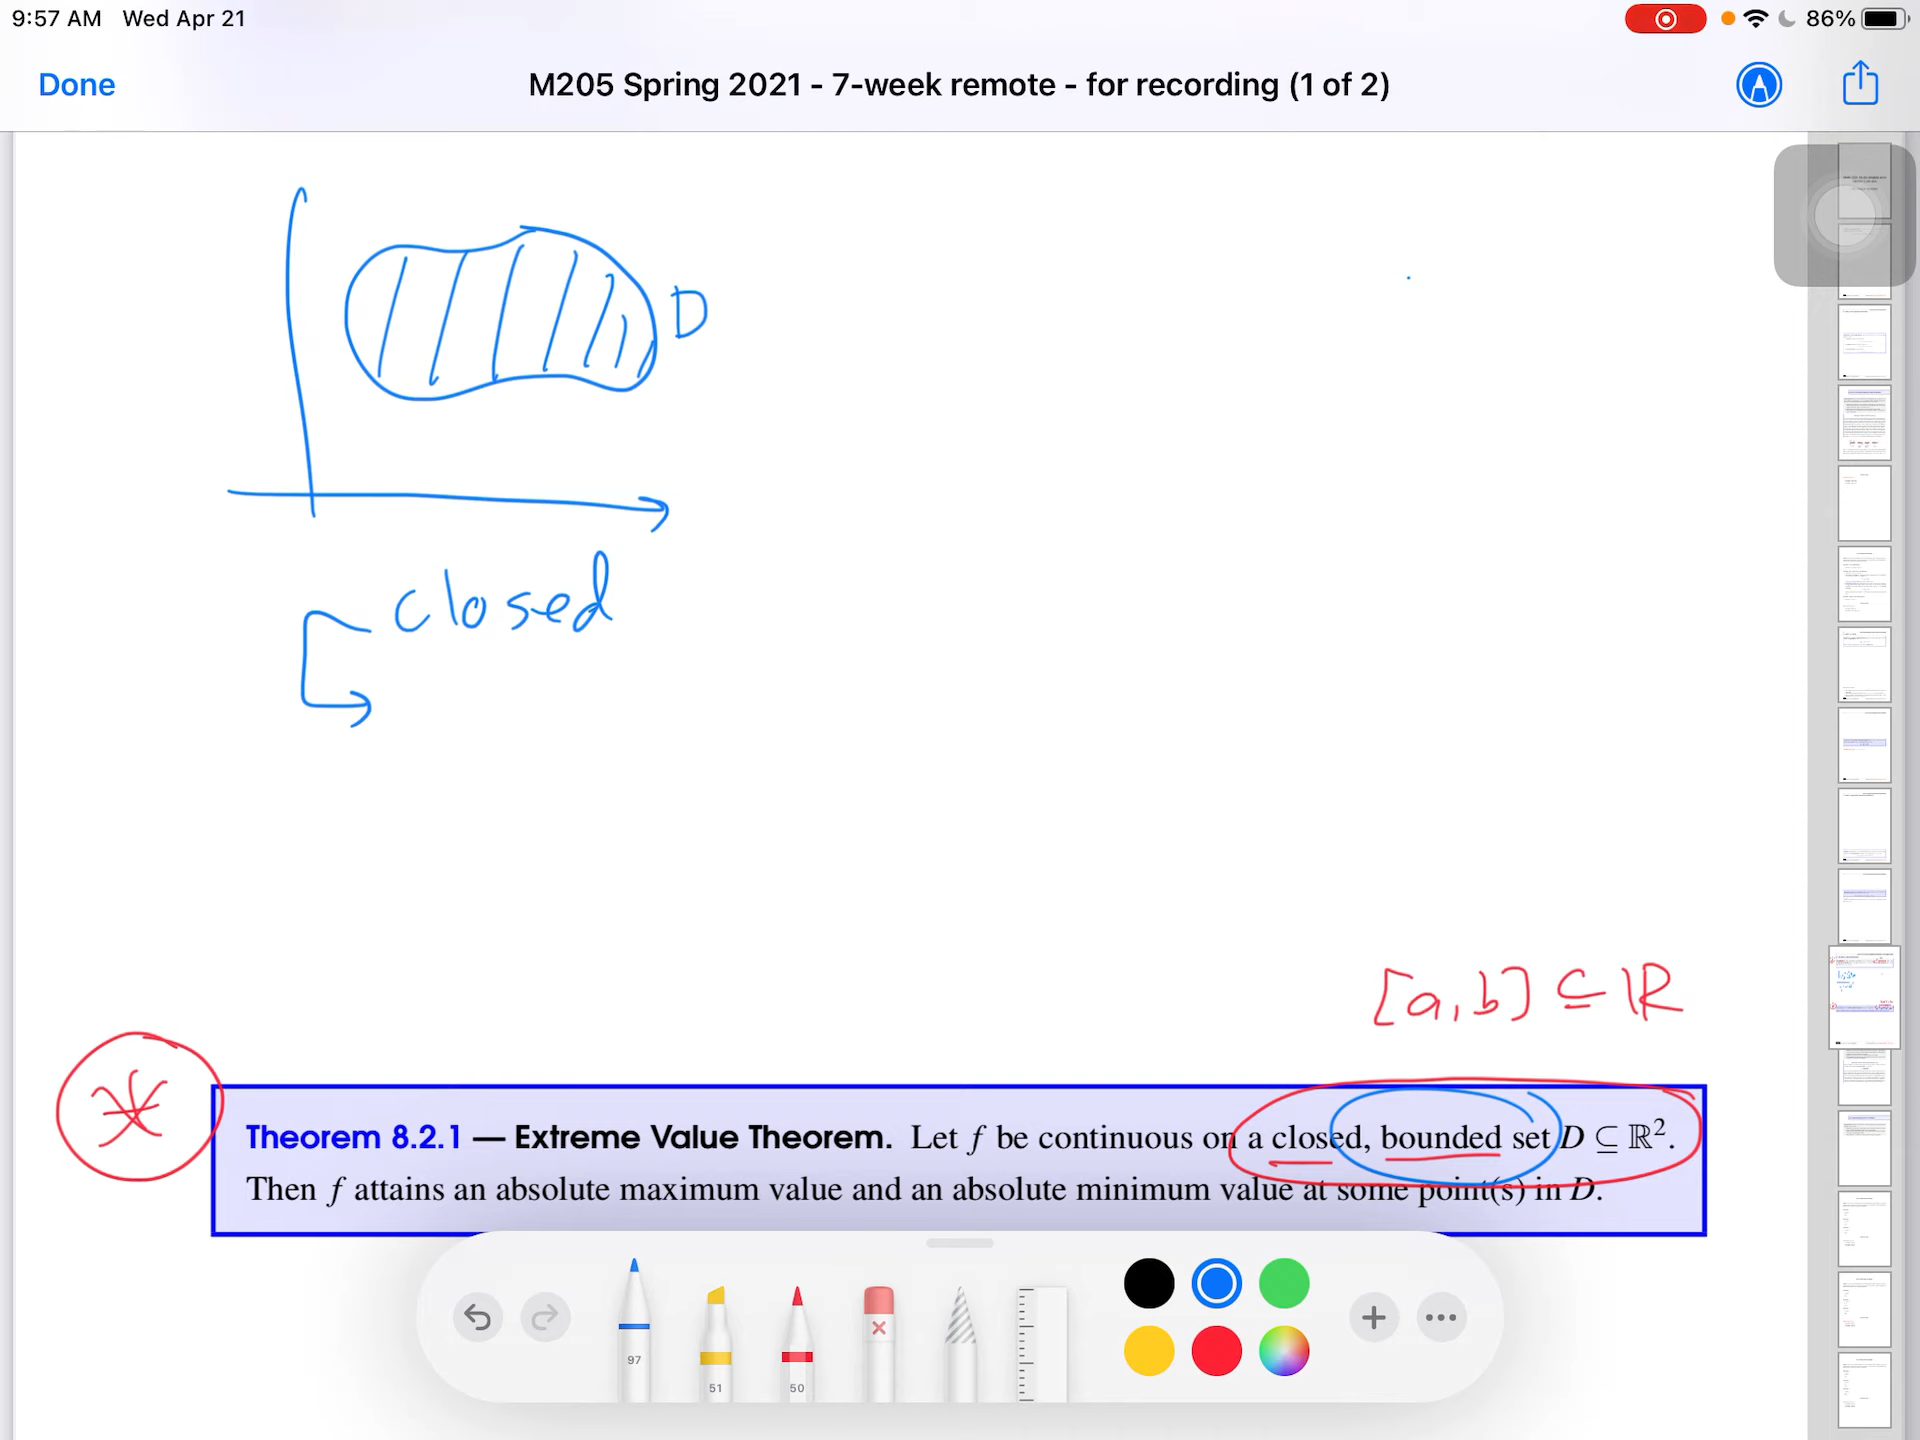 9:57 AM Wed Apr 21
86%
Done
M205 Spring 2021 - 7-week remote - for recording (1 of 2)
D
closed
[a,b] ⊆ ℝ
Theorem 8.2.1 — Extreme Value Theorem. Let f be continuous on a closed, bounded set D ⊆ ℝ².
Then f attains an absolute maximum value and an absolute minimum value at some point(s) in D.
97
51
50